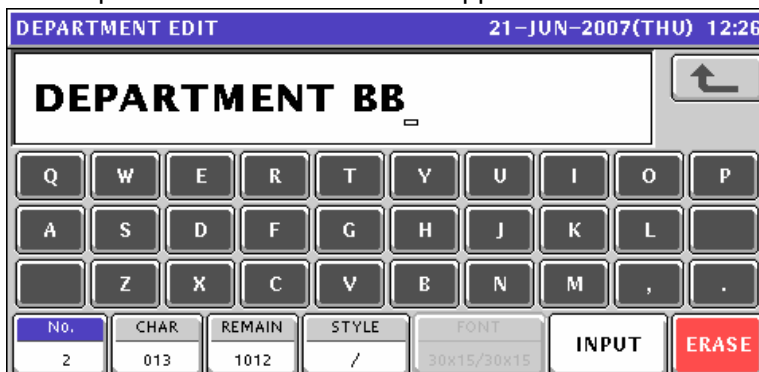 DEPARTMENT EDIT 21-JUN-2007(THU) 12:26
DEPARTMENT BB
Q W E R T Y U I O P
A S D F G H J K L
Z X C V B N M , .
No. CHAR REMAIN STYLE FONT INPUT ERASE
2 013 1012 / 30x15/30x15